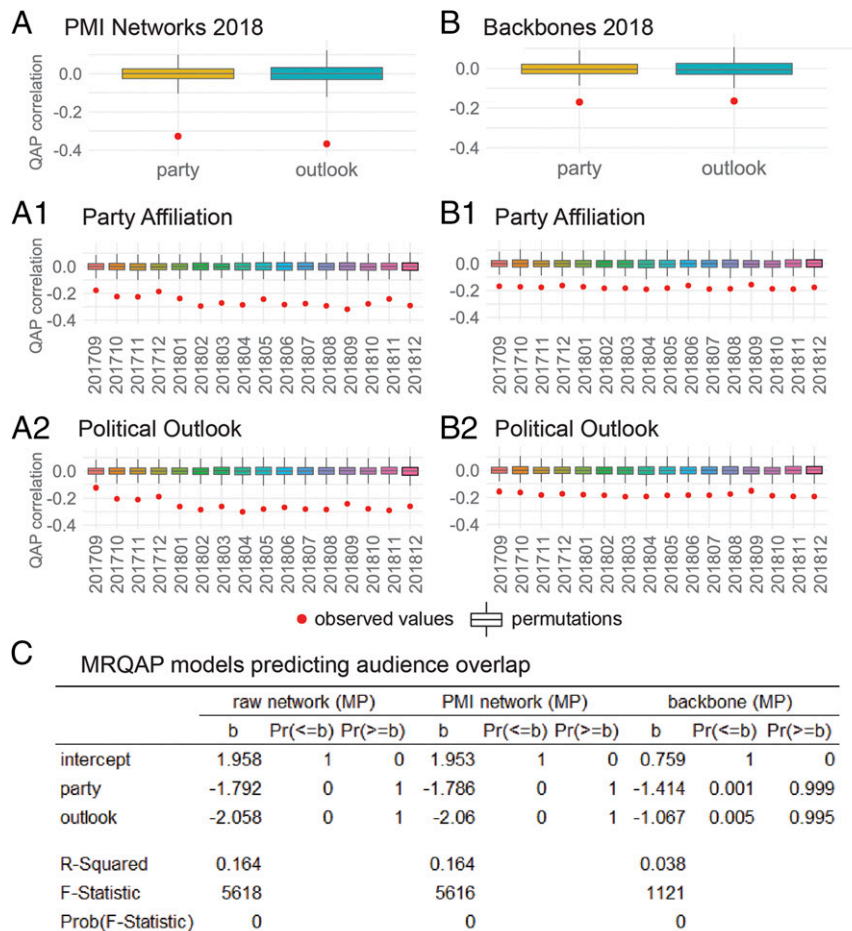 A PMI Networks 2018
QAP correlation
0.0
-0.2
-0.4
party outlook
B Backbones 2018
0.0
-0.2
-0.4
party outlook
A1 Party Affiliation
QAP correlation
0.0
-0.2
-0.4
201709 201710 201711 201712 201801 201802 201803 201804 201805 201806 201807 201808 201809 201810 201811 201812
B1 Party Affiliation
0.0
-0.2
-0.4
201709 201710 201711 201712 201801 201802 201803 201804 201805 201806 201807 201808 201809 201810 201811 201812
A2 Political Outlook
QAP correlation
0.0
-0.2
-0.4
201709 201710 201711 201712 201801 201802 201803 201804 201805 201806 201807 201808 201809 201810 201811 201812
B2 Political Outlook
0.0
-0.2
-0.4
201709 201710 201711 201712 201801 201802 201803 201804 201805 201806 201807 201808 201809 201810 201811 201812
observed values permutations
C MRQAP models predicting audience overlap
raw network (MP) PMI network (MP) backbone (MP)
b Pr(<=b) Pr(>=b) b Pr(<=b) Pr(>=b) b Pr(<=b) Pr(>=b)
intercept 1.958 1 0 1.953 1 0 0.759 1 0
party -1.792 0 1 -1.786 0 1 -1.414 0.001 0.999
outlook -2.058 0 1 -2.06 0 1 -1.067 0.005 0.995
R-Squared 0.164 0.164 0.038
F-Statistic 5618 5616 1121
Prob(F-Statistic) 0 0 0